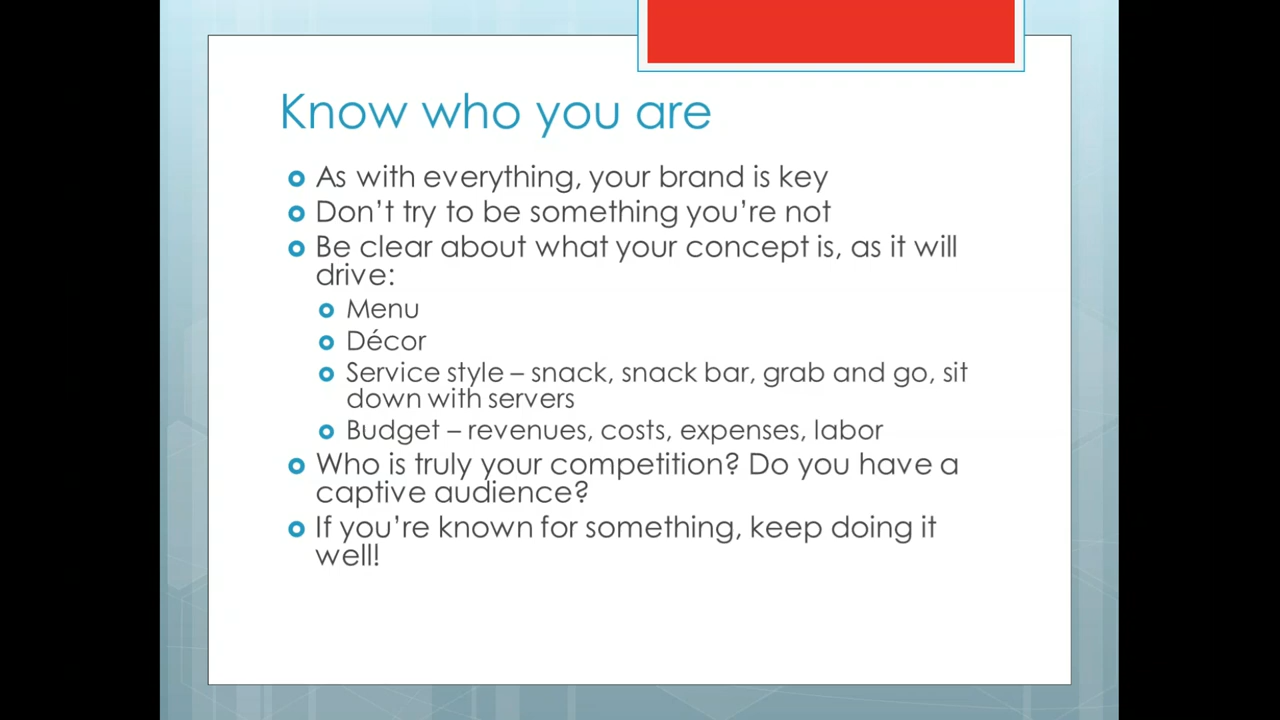 Know who you are
As with everything, your brand is key
Don't try to be something you're not
Be clear about what your concept is, as it will
drive:
Menu
Décor
Service style – snack, snack bar, grab and go, sit
down with servers
Budget – revenues, costs, expenses, labor
Who is truly your competition? Do you have a
captive audience?
If you're known for something, keep doing it
well!